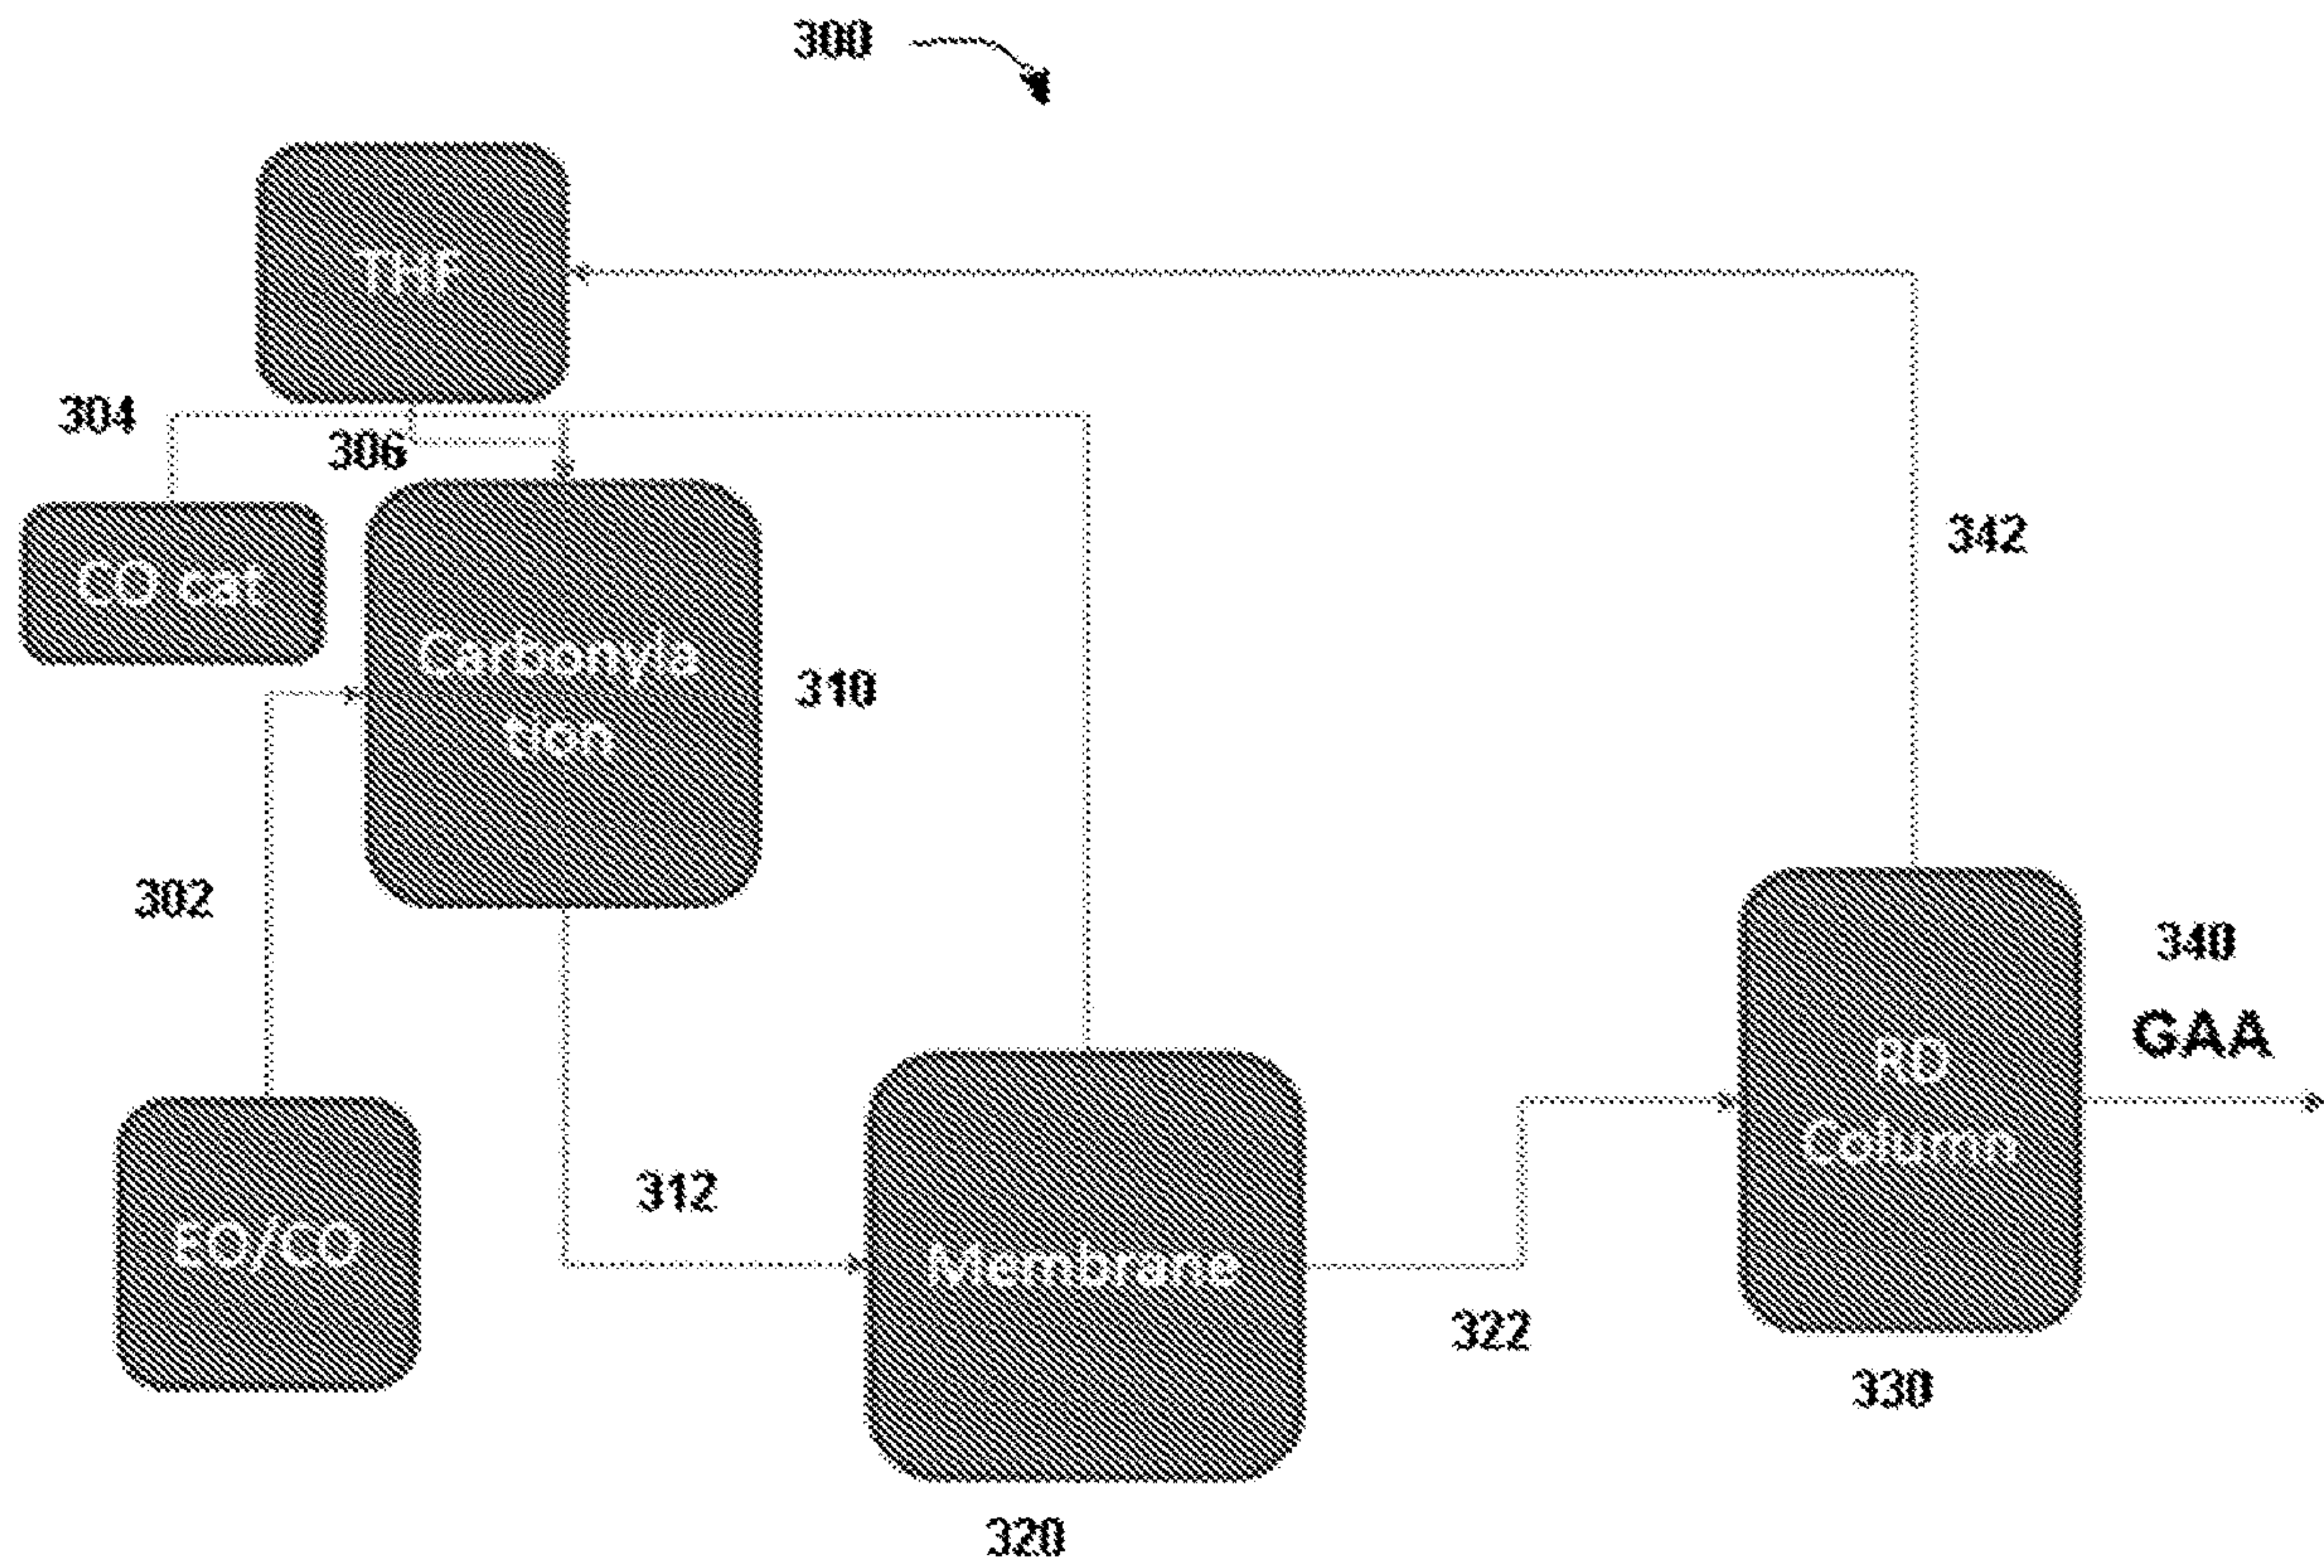 300
THF
304
306
CO cat
342
Carbonyla
tion
310
302
340
GAA
RD
Column
312
EO/CO
Membrane
322
330
320